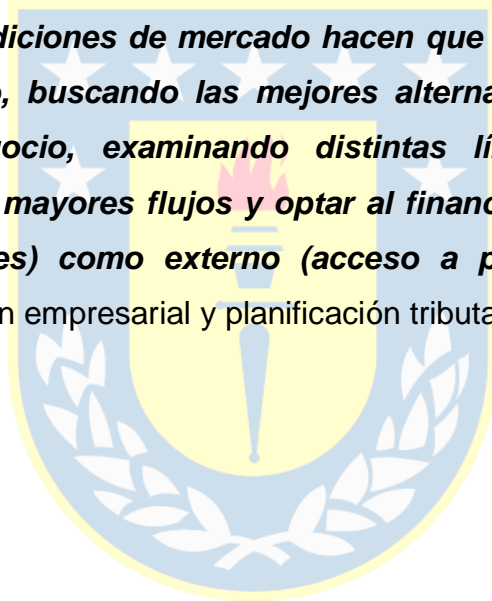 diciones de mercado hacen que
o, buscando las mejores alterna
ocio, examinando distintas lí
mayores flujos y optar al financ
es) como externo (acceso a p
n empresarial y planificación tributa